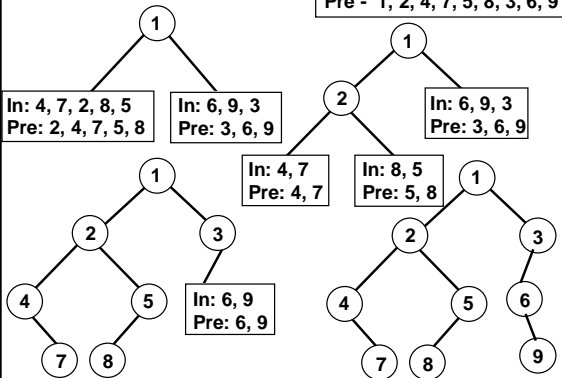 Pre - 1, 2, 4, 7, 5, 8, 3, 6, 9
1
In: 4, 7, 2, 8, 5
Pre: 2, 4, 7, 5, 8
In: 6, 9, 3
Pre: 3, 6, 9
1
2
In: 6, 9, 3
Pre: 3, 6, 9
In: 4, 7
Pre: 4, 7
In: 8, 5
Pre: 5, 8
1
2
3
4
5
In: 6, 9
Pre: 6, 9
7
8
1
2
3
4
5
6
7
8
9